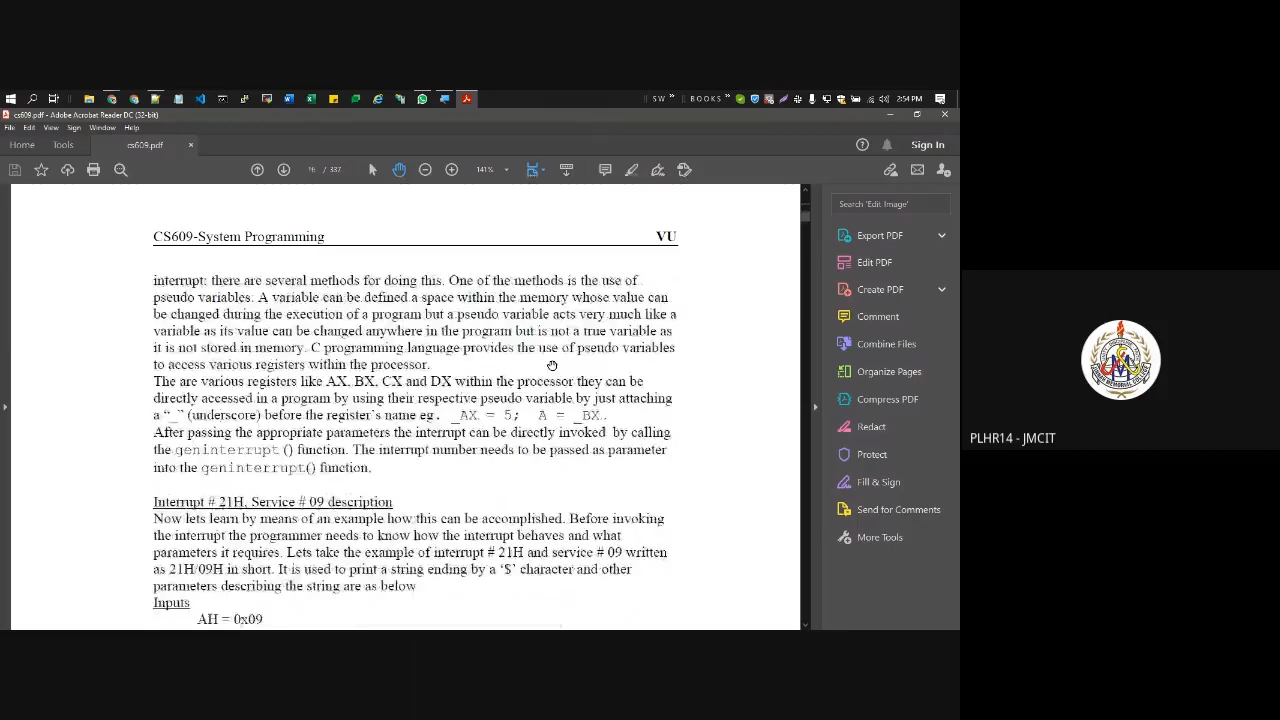 SW » BOOKS » 2:54 PM
cs609.pdf - Adobe Acrobat Reader DC (32-bit)
File Edit View Sign Window Help
Home Tools cs609.pdf × Sign In
16 / 337 141%
CS609-System Programming VU
interrupt: there are several methods for doing this. One of the methods is the use of
pseudo variables. A variable can be defined a space within the memory whose value can
be changed during the execution of a program but a pseudo variable acts very much like a
variable as its value can be changed anywhere in the program but is not a true variable as
it is not stored in memory. C programming language provides the use of pseudo variables
to access various registers within the processor.
The are various registers like AX, BX, CX and DX within the processor they can be
directly accessed in a program by using their respective pseudo variable by just attaching
a “_” (underscore) before the register’s name eg. _AX = 5; A = _BX.
After passing the appropriate parameters the interrupt can be directly invoked by calling
the geninterrupt () function. The interrupt number needs to be passed as parameter
into the geninterrupt() function.
Interrupt # 21H, Service # 09 description
Now lets learn by means of an example how this can be accomplished. Before invoking
the interrupt the programmer needs to know how the interrupt behaves and what
parameters it requires. Lets take the example of interrupt # 21H and service # 09 written
as 21H/09H in short. It is used to print a string ending by a ‘$’ character and other
parameters describing the string are as below
Inputs
AH = 0x09
Search 'Edit Image'
Export PDF
Edit PDF
Create PDF
Comment
Combine Files
Organize Pages
Compress PDF
Redact
Protect
Fill & Sign
Send for Comments
More Tools
PLHR14 - JMCIT